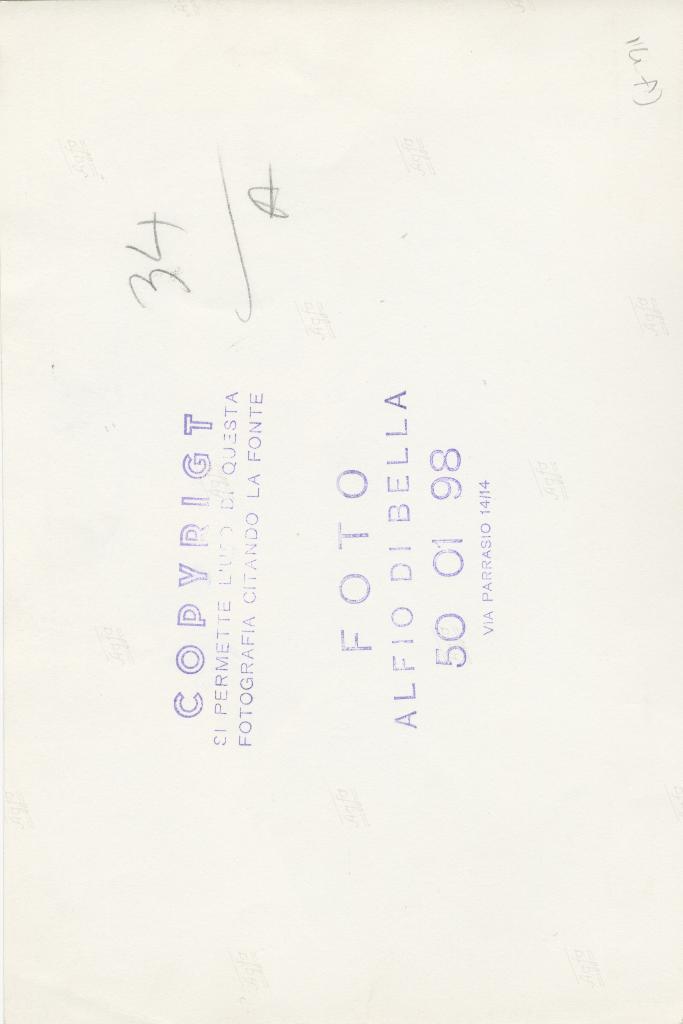 34/A
COPYRIGT
SI PERMETTE L'USO DI QUESTA
FOTOGRAFIA CITANDO LA FONTE
FOTO
ALFIO DI BELLA
50 01 98
VIA PARRASIO 14/14
Agfa